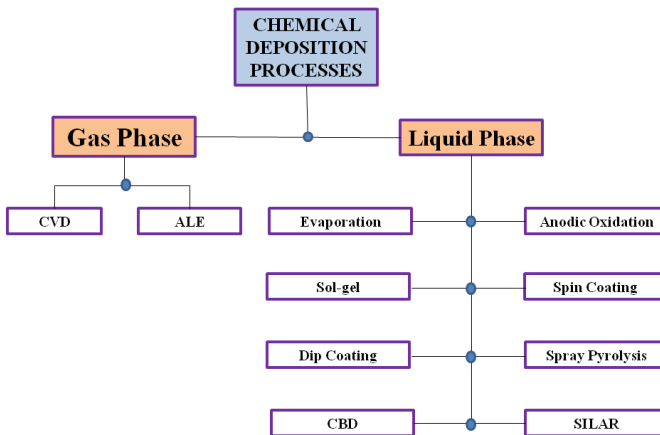 CHEMICAL
DEPOSITION
PROCESSES
Gas Phase
Liquid Phase
CVD
ALE
Evaporation
Anodic Oxidation
Sol-gel
Spin Coating
Dip Coating
Spray Pyrolysis
CBD
SILAR